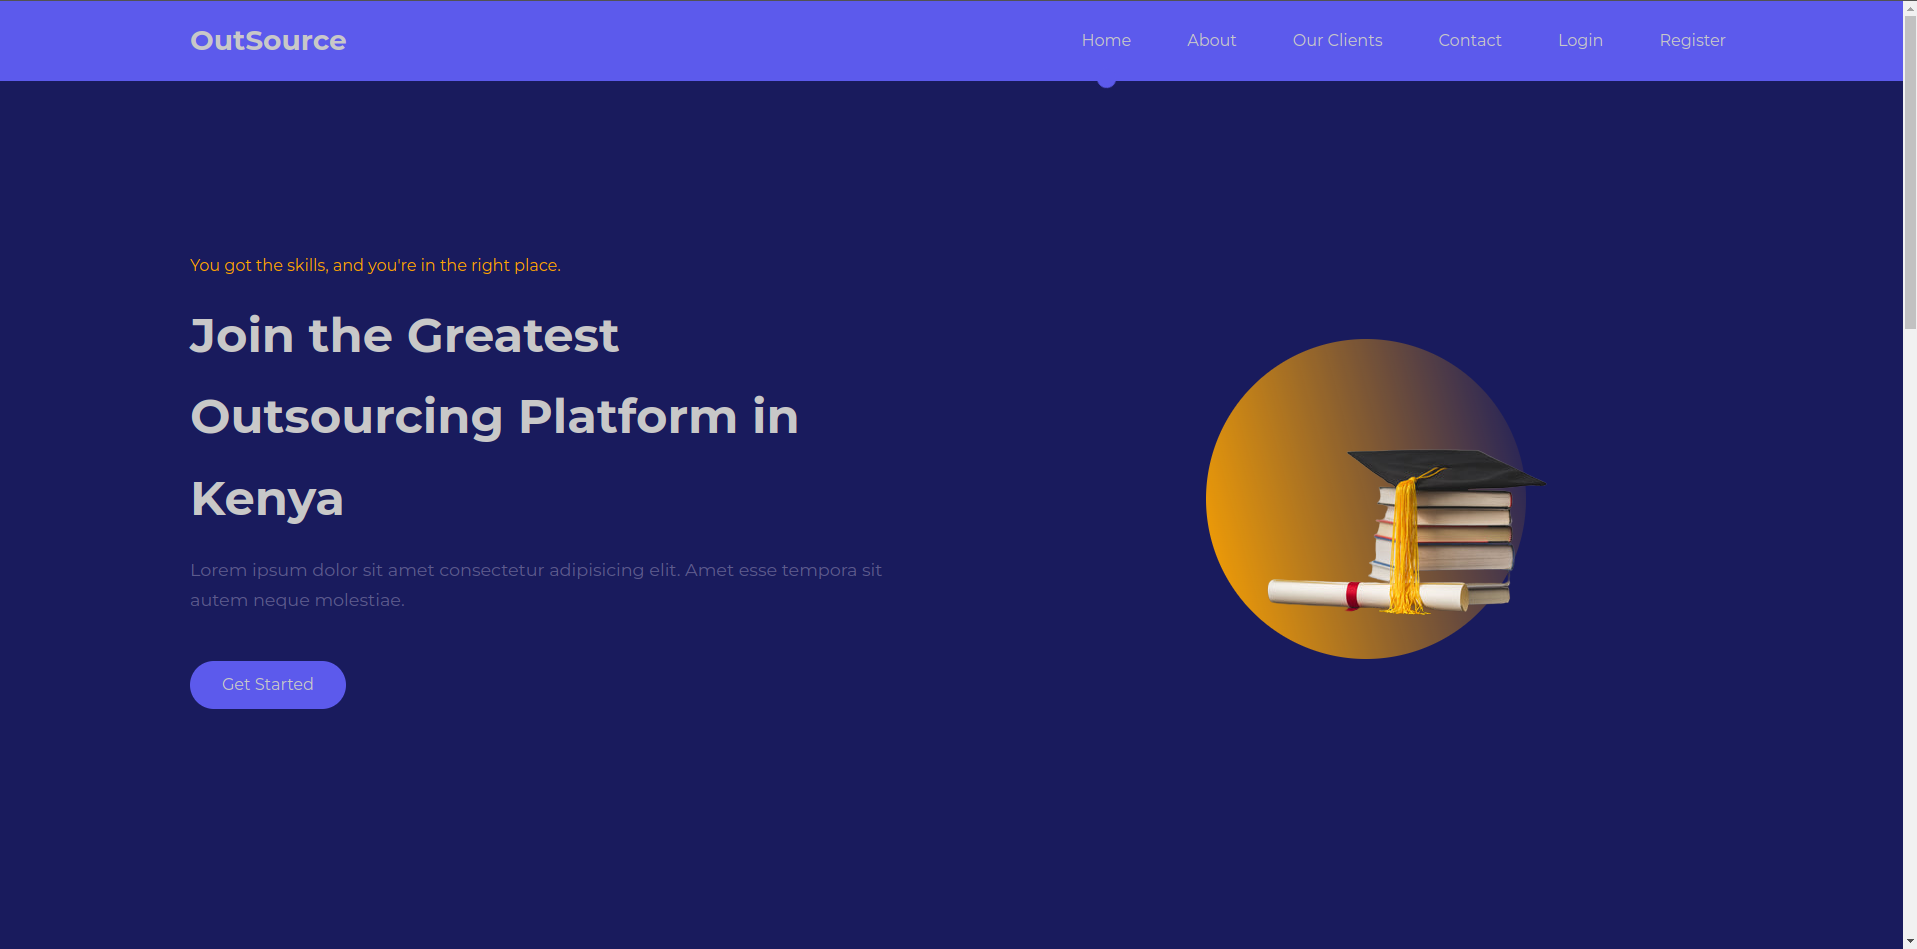 OutSource
Home
About
Our Clients
Contact
Login
Register
You got the skills, and you're in the right place.
Join the Greatest
Outsourcing Platform in
Kenya
Lorem ipsum dolor sit amet consectetur adipisicing elit. Amet esse tempora sit
autem neque molestiae.
Get Started